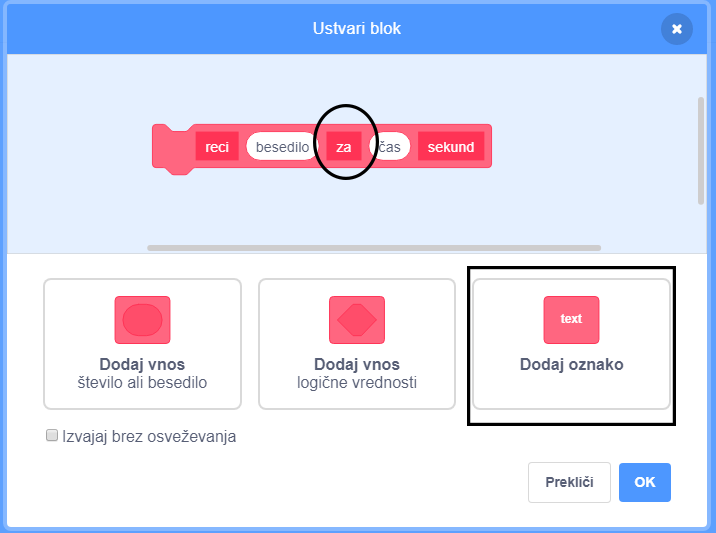 Ustvari blok
reci besedilo za čas sekund
Dodaj vnos
število ali besedilo
Dodaj vnos
logične vrednosti
text
Dodaj oznako
Izvajaj brez osveževanja
Prekliči OK